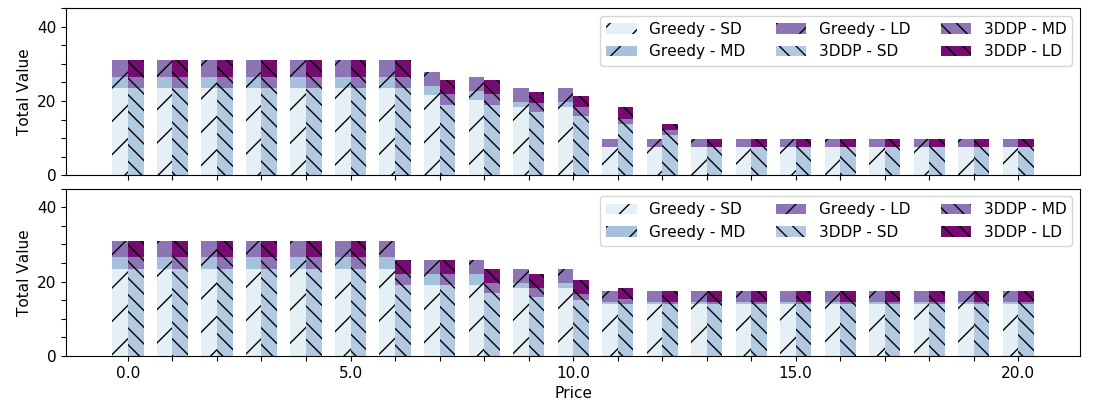 40
20
0
Total Value
Greedy - SD
Greedy - MD
Greedy - LD
3DDP - SD
3DDP - MD
3DDP - LD
40
20
0
Total Value
Greedy - SD
Greedy - MD
Greedy - LD
3DDP - SD
3DDP - MD
3DDP - LD
0.0 5.0 10.0 15.0 20.0
Price